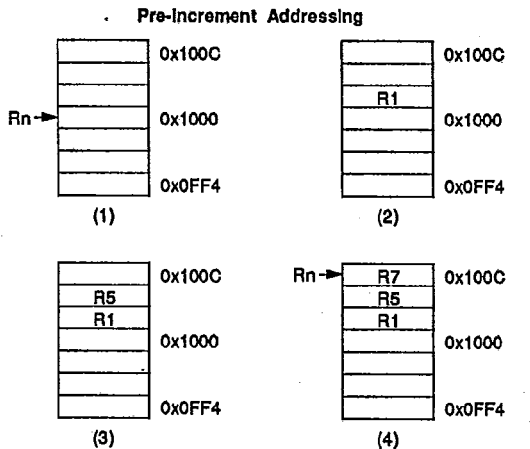 Pre-Increment Addressing
0x100C
Rn
0x1000
0x0FF4
(1)
0x100C
R1
0x1000
0x0FF4
(2)
0x100C
R5
R1
0x1000
0x0FF4
(3)
Rn
R7
0x100C
R5
R1
0x1000
0x0FF4
(4)